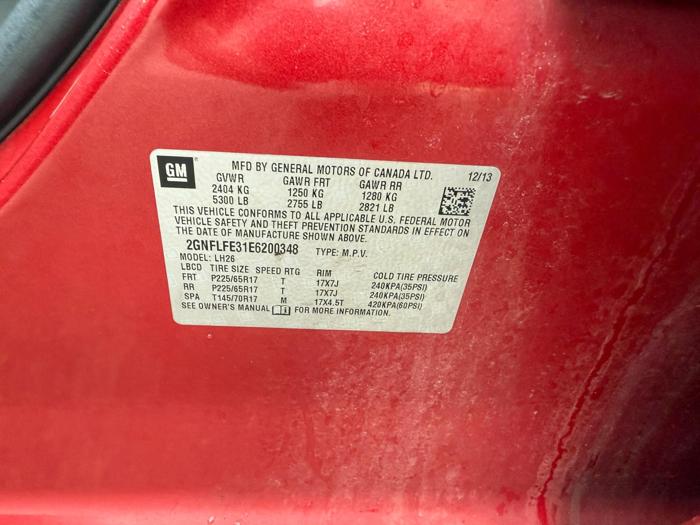 GM
MFD BY GENERAL MOTORS OF CANADA LTD. 12/13
GVWR GAWR FRT GAWR RR
2404 KG 1250 KG 1280 KG
5300 LB 2755 LB 2821 LB
THIS VEHICLE CONFORMS TO ALL APPLICABLE U.S. FEDERAL MOTOR
VEHICLE SAFETY AND THEFT PREVENTION STANDARDS IN EFFECT ON
THE DATE OF MANUFACTURE SHOWN ABOVE.
2GNFLFE31E6200348 TYPE: M.P.V.
MODEL: LH26
LBCD TIRE SIZE SPEED RTG RIM COLD TIRE PRESSURE
FRT P225/65R17 T 17X7J 240KPA(35PSI)
RR P225/65R17 T 17X7J 240KPA(35PSI)
SPA T145/70R17 M 17X4.5T 420KPA(60PSI)
SEE OWNER'S MANUAL FOR MORE INFORMATION.